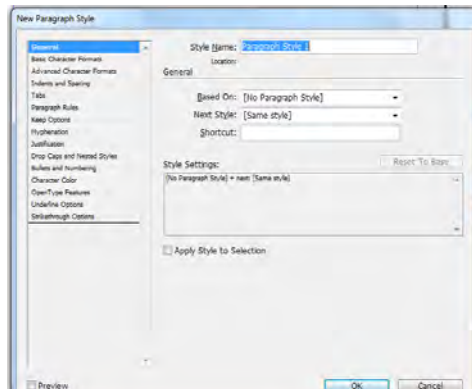 New Paragraph Style
General
Basic Character Formats
Advanced Character Formats
Indents and Spacing
Tabs
Paragraph Rules
Keep Options
Hyphenation
Justification
Drop Caps and Nested Styles
Bullets and Numbering
Character Color
OpenType Features
Underline Options
Strikethrough Options
Style Name: Paragraph Style 1
Location:
General
Based On: [No Paragraph Style]
Next Style: [Same style]
Shortcut:
Style Settings: Reset To Base
[No Paragraph Style] + next: [Same style]
Apply Style to Selection
Preview
OK Cancel